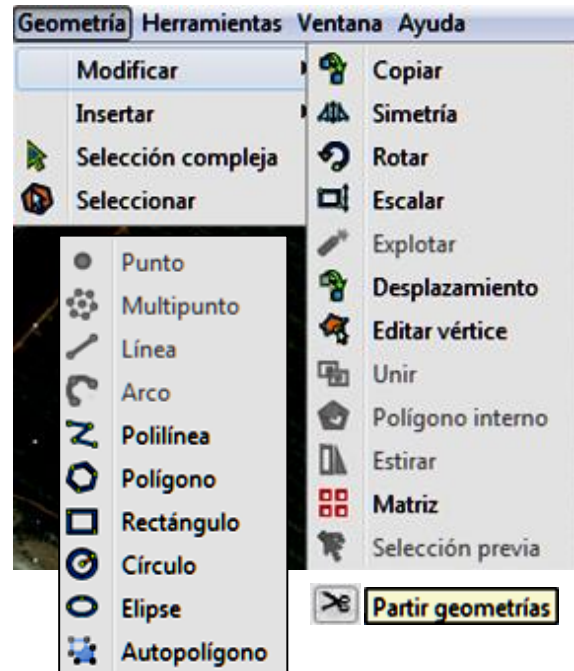 Geometría Herramientas Ventana Ayuda
Modificar
Insertar
Selección compleja
Seleccionar
Copiar
Simetría
Rotar
Escalar
Explotar
Desplazamiento
Editar vértice
Unir
Polígono interno
Estirar
Matriz
Selección previa
Punto
Multipunto
Línea
Arco
Polilínea
Polígono
Rectángulo
Círculo
Elipse
Autopolígono
Partir geometrías